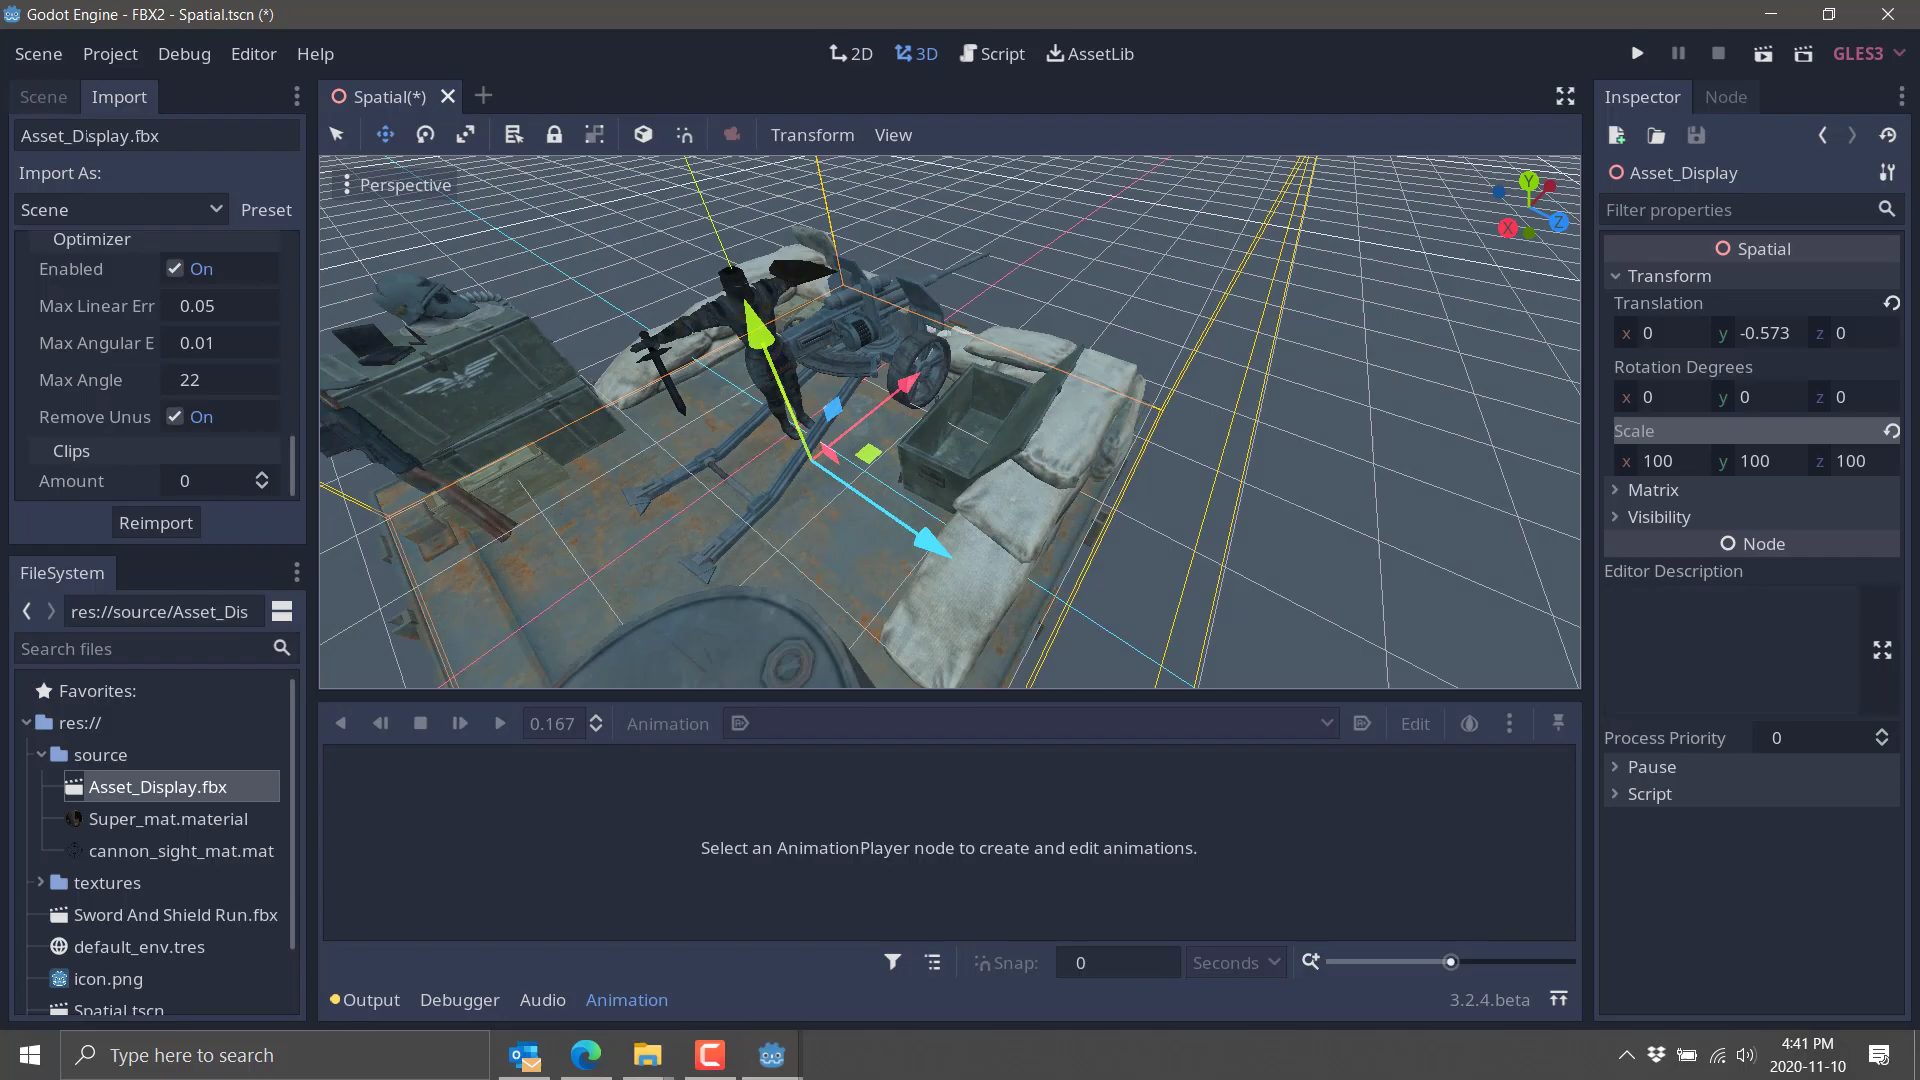 Godot Engine - FBX2 - Spatial.tscn (*)
Scene Project Debug Editor Help
2D 3D Script AssetLib
GLES3
Scene Import
Asset_Display.fbx
Import As:
Scene Preset
Optimizer
Enabled On
Max Linear Err 0.05
Max Angular E 0.01
Max Angle 22
Remove Unus On
Clips
Amount 0
Reimport
FileSystem
res://source/Asset_Dis
Search files
Favorites:
res://
source
Asset_Display.fbx
Super_mat.material
cannon_sight_mat.mat
textures
Sword And Shield Run.fbx
default_env.tres
icon.png
Spatial.tscn
Spatial(*)
Transform View
Perspective
Y
X
Z
0.167 Animation Edit
Select an AnimationPlayer node to create and edit animations.
Snap: 0 Seconds
Output Debugger Audio Animation 3.2.4.beta
Inspector Node
Asset_Display
Filter properties
Spatial
Transform
Translation
x 0 y -0.573 z 0
Rotation Degrees
x 0 y 0 z 0
Scale
x 100 y 100 z 100
Matrix
Visibility
Node
Editor Description
Process Priority 0
Pause
Script
Type here to search
4:41 PM
2020-11-10